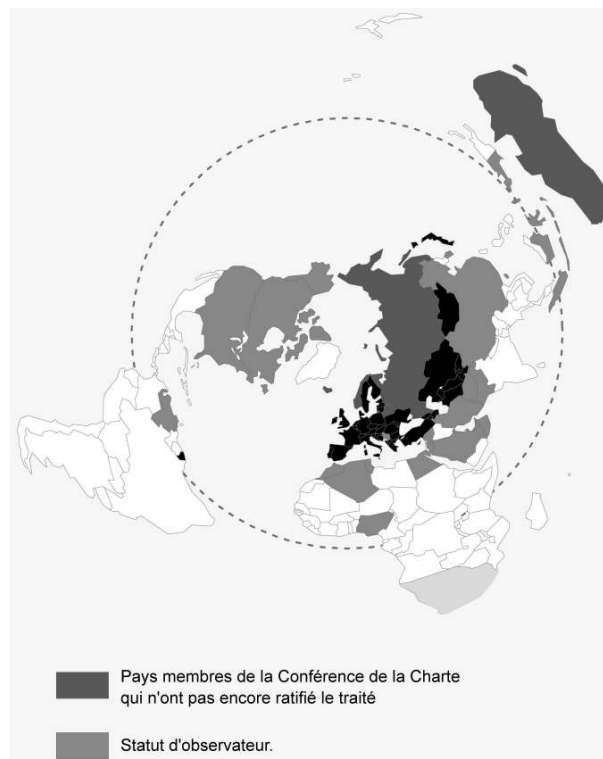 Pays membres de la Conférence de la Charte
qui n'ont pas encore ratifié le traité
Statut d'observateur.